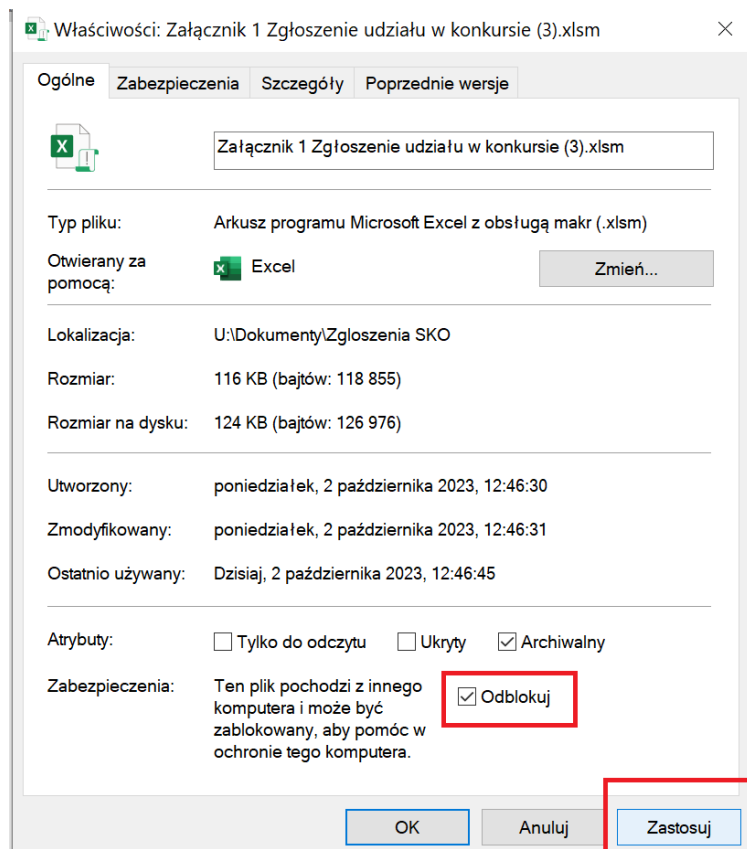 Właściwości: Załącznik 1 Zgłoszenie udziału w konkursie (3).xlsm
Ogólne Zabezpieczenia Szczegóły Poprzednie wersje
Załącznik 1 Zgłoszenie udziału w konkursie (3).xlsm
Typ pliku: Arkusz programu Microsoft Excel z obsługą makr (.xlsm)
Otwierany za
pomocą:
Excel Zmień...
Lokalizacja: U:\Dokumenty\Zgloszenia SKO
Rozmiar: 116 KB (bajtów: 118 855)
Rozmiar na dysku: 124 KB (bajtów: 126 976)
Utworzony: poniedziałek, 2 października 2023, 12:46:30
Zmodyfikowany: poniedziałek, 2 października 2023, 12:46:31
Ostatnio używany: Dzisiaj, 2 października 2023, 12:46:45
Atrybuty: Tylko do odczytu Ukryty Archiwalny
Zabezpieczenia: Ten plik pochodzi z innego
komputera i może być
zablokowany, aby pomóc w
ochronie tego komputera.
Odblokuj
OK Anuluj Zastosuj